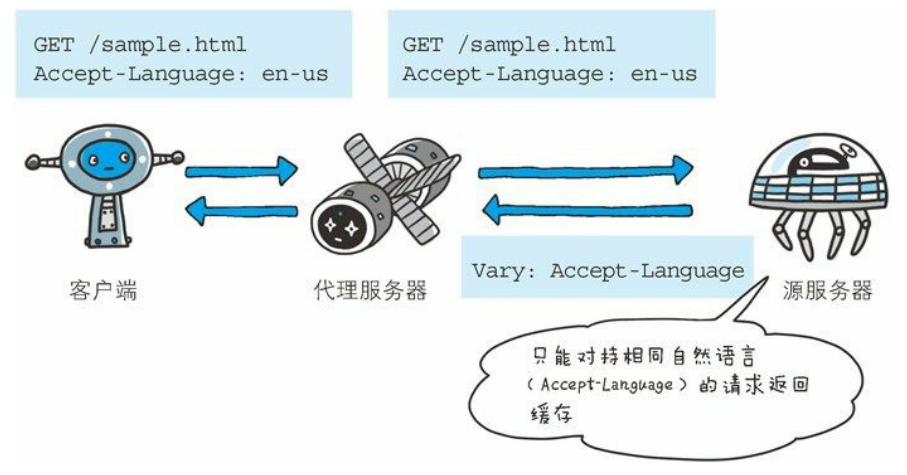 GET /sample.html
Accept-Language: en-us
GET /sample.html
Accept-Language: en-us
客户端
代理服务器
Vary: Accept-Language
源服务器
只能对持相同自然语言
(Accept-Language)的请求返回
缓存